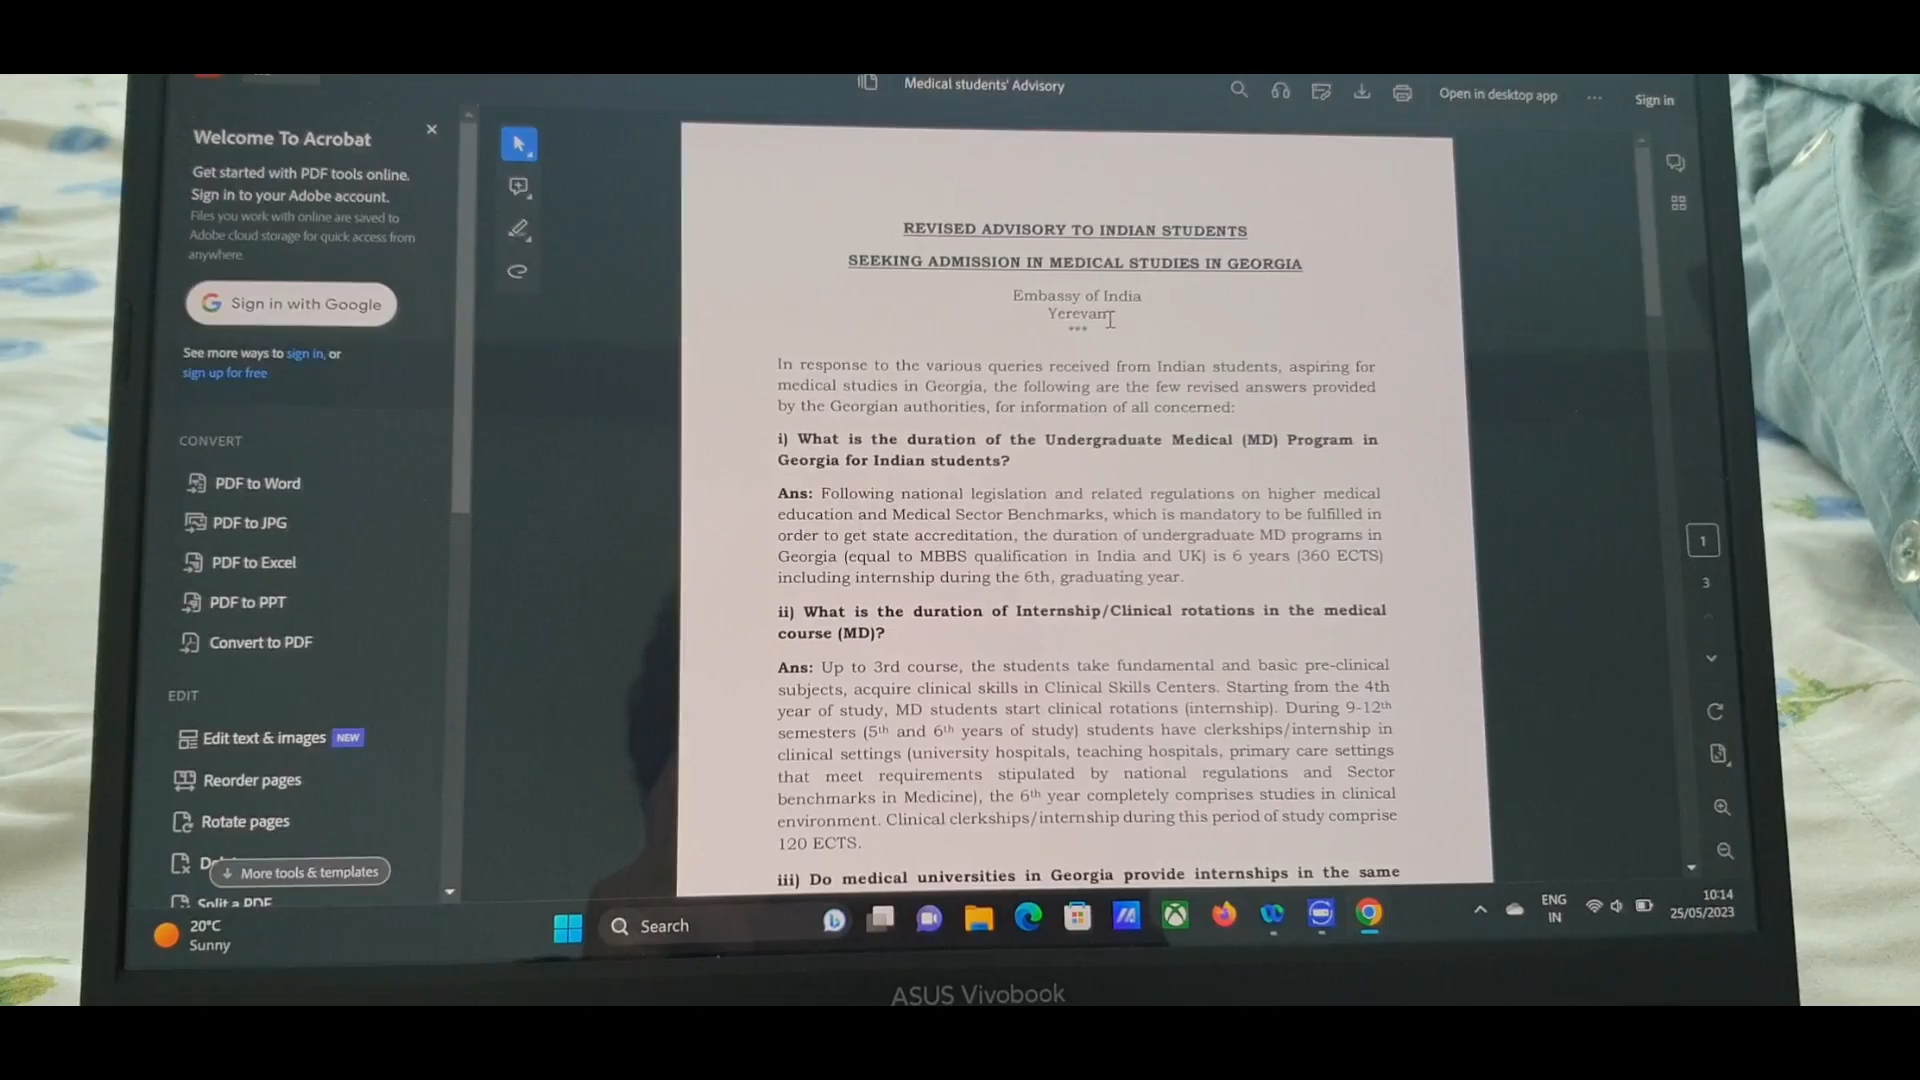 Medical students' Advisory
Open in desktop app
Sign in
Welcome To Acrobat
Get started with PDF tools online.
Sign in to your Adobe account.
Files you work with online are saved to
Adobe cloud storage for quick access from
anywhere.
Sign in with Google
See more ways to sign in, or
sign up for free
CONVERT
PDF to Word
PDF to JPG
PDF to Excel
PDF to PPT
Convert to PDF
EDIT
Edit text & images NEW
Reorder pages
Rotate pages
More tools & templates
Split a PDF
REVISED ADVISORY TO INDIAN STUDENTS
SEEKING ADMISSION IN MEDICAL STUDIES IN GEORGIA
Embassy of India
Yerevan
***
In response to the various queries received from Indian students, aspiring for
medical studies in Georgia, the following are the few revised answers provided
by the Georgian authorities, for information of all concerned:
i) What is the duration of the Undergraduate Medical (MD) Program in
Georgia for Indian students?
Ans: Following national legislation and related regulations on higher medical
education and Medical Sector Benchmarks, which is mandatory to be fulfilled in
order to get state accreditation, the duration of undergraduate MD programs in
Georgia (equal to MBBS qualification in India and UK) is 6 years (360 ECTS)
including internship during the 6th, graduating year.
ii) What is the duration of Internship/Clinical rotations in the medical
course (MD)?
Ans: Up to 3rd course, the students take fundamental and basic pre-clinical
subjects, acquire clinical skills in Clinical Skills Centers. Starting from the 4th
year of study, MD students start clinical rotations (internship). During 9-12th
semesters (5th and 6th years of study) students have clerkships/internship in
clinical settings (university hospitals, teaching hospitals, primary care settings
that meet requirements stipulated by national regulations and Sector
benchmarks in Medicine), the 6th year completely comprises studies in clinical
environment. Clinical clerkships/internship during this period of study comprise
120 ECTS.
iii) Do medical universities in Georgia provide internships in the same
1
3
20°C
Sunny
Search
ENG
IN
10:14
25/05/2023
ASUS Vivobook